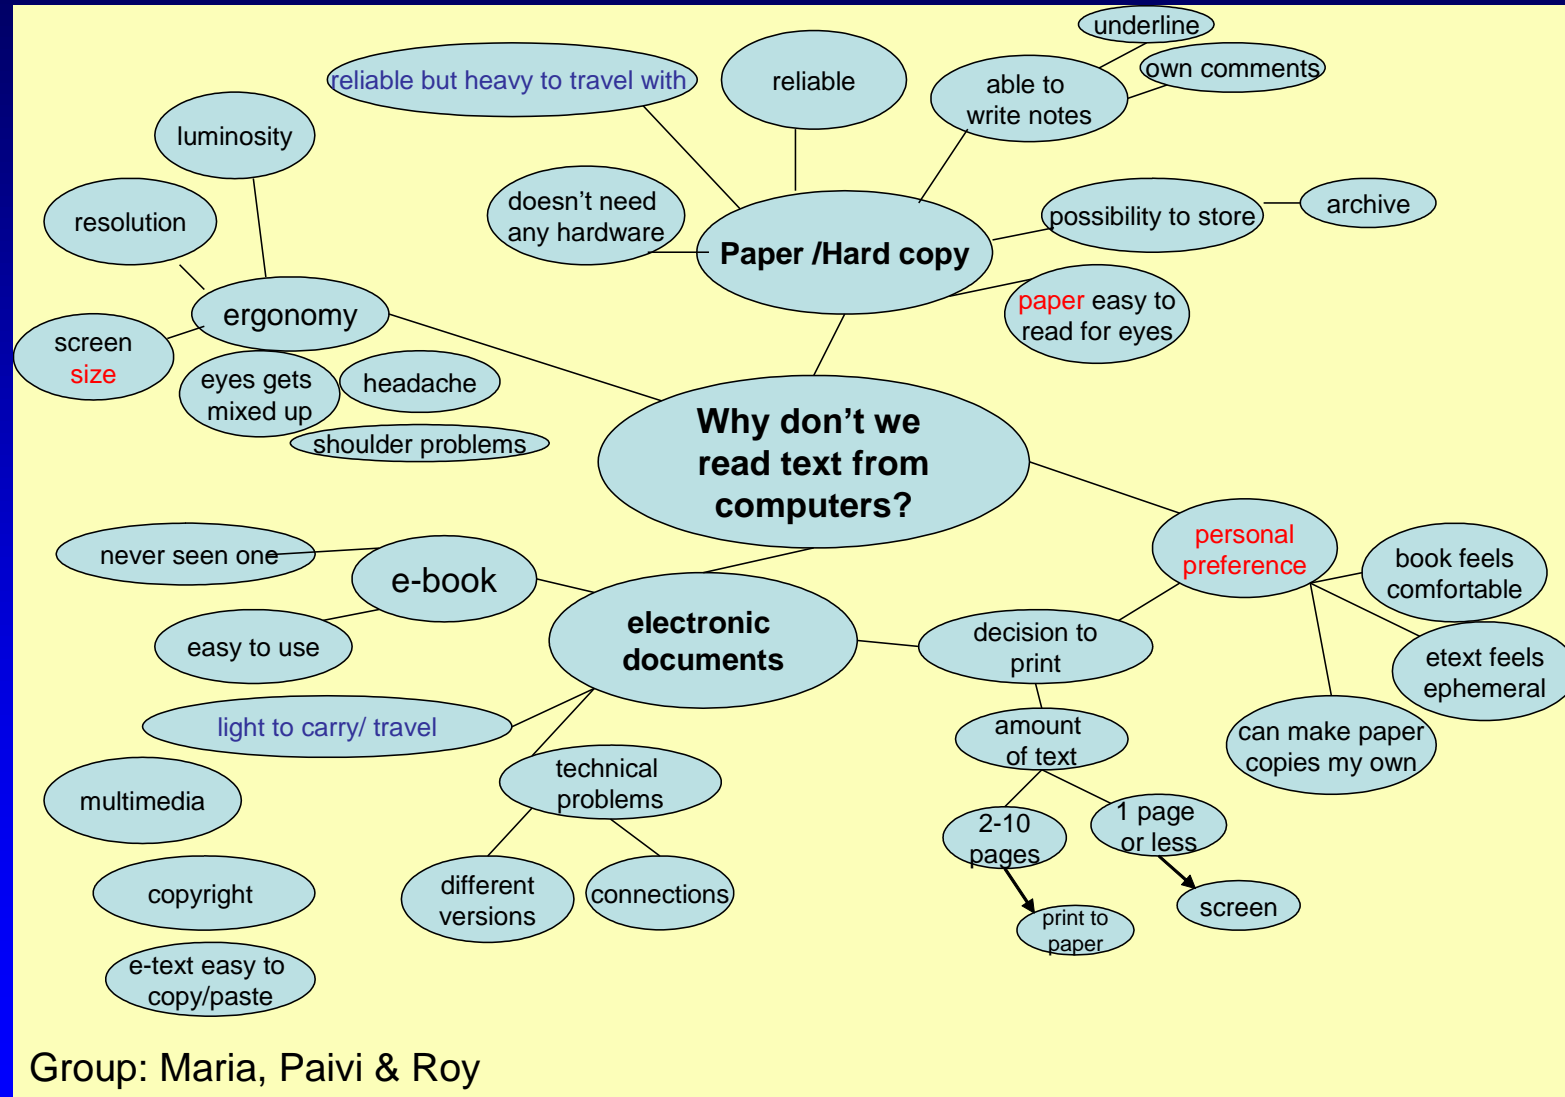 underline
own comments
able to
write notes
reliable
reliable but heavy to travel with
luminosity
resolution
doesn't need
any hardware
Paper /Hard copy
possibility to store
archive
paper easy to
read for eyes
ergonomy
screen
size
eyes gets
mixed up
headache
shoulder problems
Why don't we
read text from
computers?
personal
preference
book feels
comfortable
etext feels
ephemeral
can make paper
copies my own
never seen one
e-book
easy to use
electronic
documents
decision to
print
amount
of text
2-10
pages
1 page
or less
print to
paper
screen
light to carry/ travel
technical
problems
different
versions
connections
multimedia
copyright
e-text easy to
copy/paste
Group: Maria, Paivi & Roy